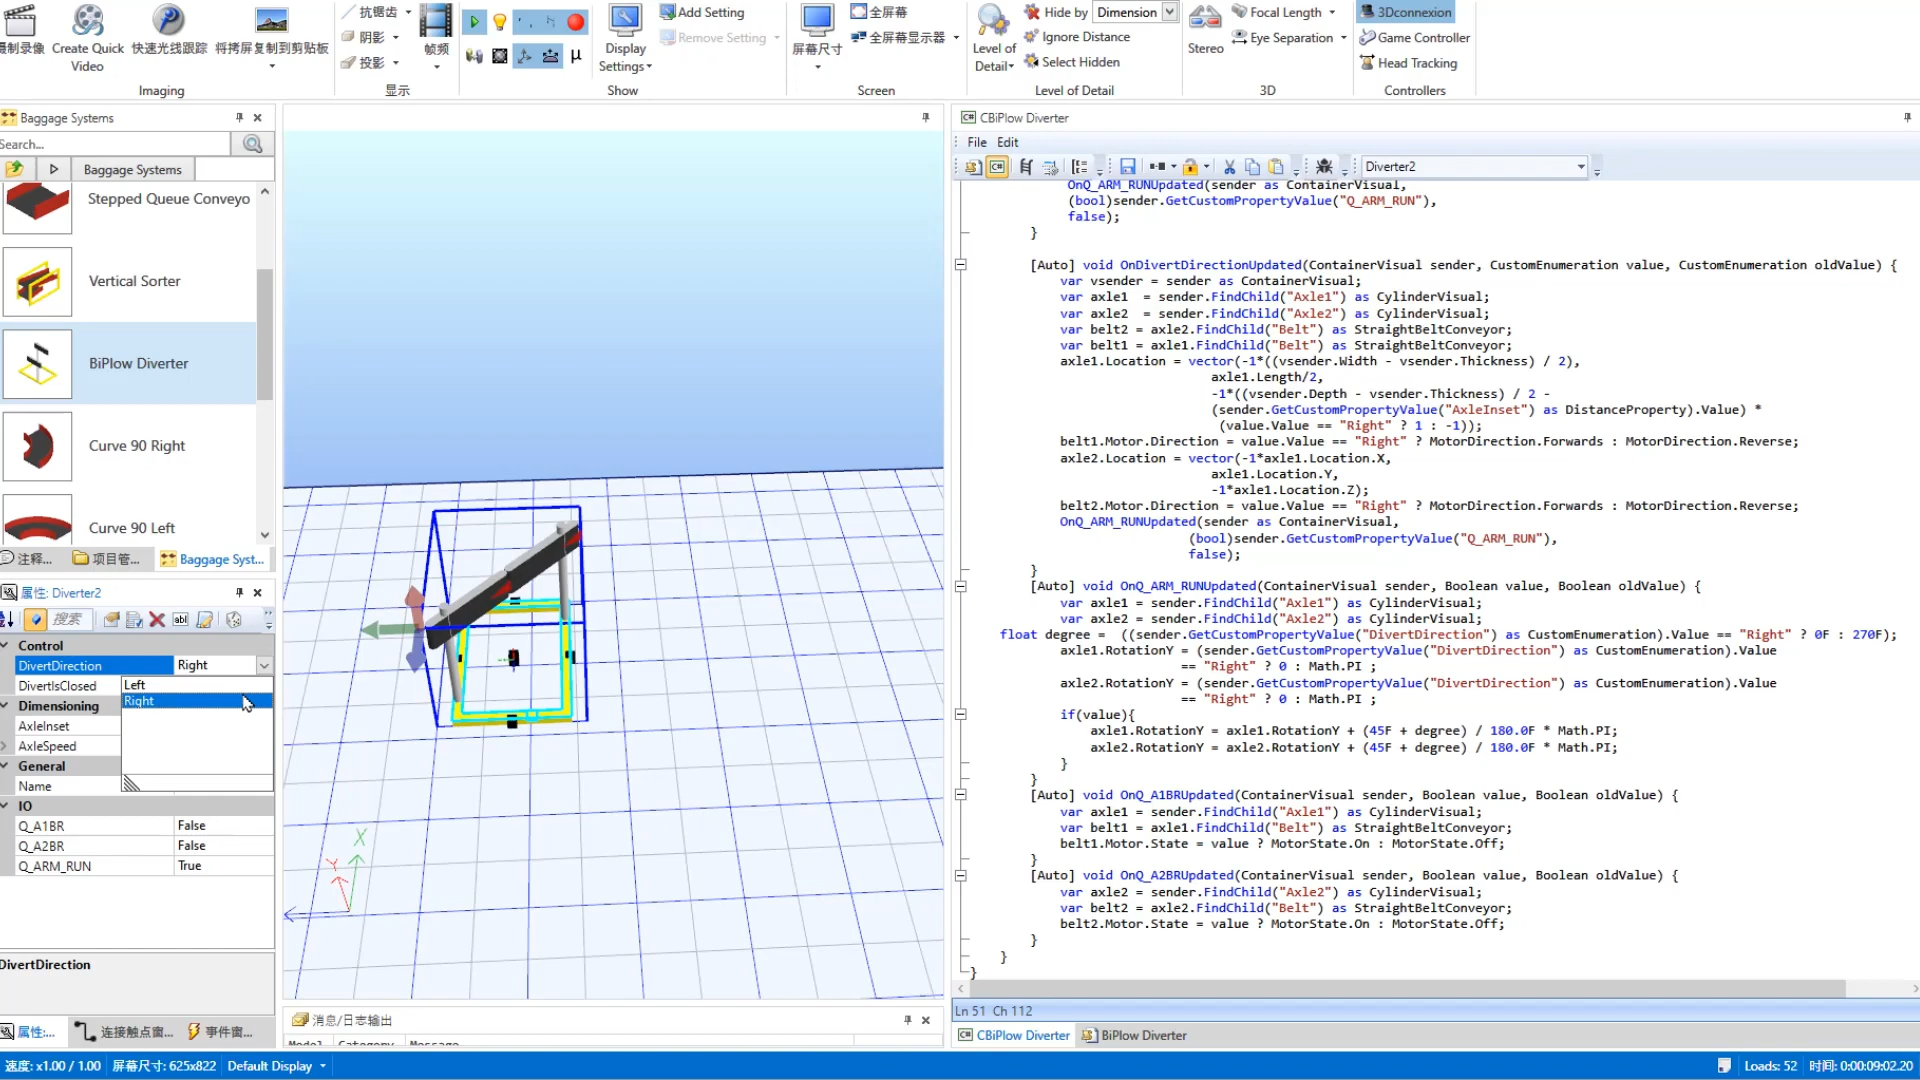 制录像
Create Quick
Video
快速光线跟踪
将拷屏复制到剪贴板
Imaging
抗锯齿
阴影
投影
帧频
显示
μ
Display
Settings
Add Setting
Remove Setting
Show
屏幕尺寸
全屏幕
全屏幕显示器
Screen
Level of
Detail
Hide by
Dimension
Ignore Distance
Select Hidden
Level of Detail
Stereo
Focal Length
Eye Separation
3D
3Dconnexion
Game Controller
Head Tracking
Controllers
Baggage Systems
Search...
Baggage Systems
Stepped Queue Conveyo
Vertical Sorter
BiPlow Diverter
Curve 90 Right
Curve 90 Left
注释...
项目管...
Baggage Syst...
属性: Diverter2
搜索
Control
DivertDirection Right
DivertIsClosed
Left
Right
Dimensioning
AxleInset
AxleSpeed
General
Name
IO
Q_A1BR False
Q_A2BR False
Q_ARM_RUN True
DivertDirection
属性:...
连接触点窗...
事件窗...
X
Y
消息/日志输出
Model Category Message
CBiPlow Diverter
File Edit
Diverter2
OnQ_ARM_RUNUpdated(sender as ContainerVisual,
(bool)sender.GetCustomPropertyValue("Q_ARM_RUN"),
false);
}
[Auto] void OnDivertDirectionUpdated(ContainerVisual sender, CustomEnumeration value, CustomEnumeration oldValue) {
var vsender = sender as ContainerVisual;
var axle1  = sender.FindChild("Axle1") as CylinderVisual;
var axle2  = sender.FindChild("Axle2") as CylinderVisual;
var belt2 = axle2.FindChild("Belt") as StraightBeltConveyor;
var belt1 = axle1.FindChild("Belt") as StraightBeltConveyor;
axle1.Location = vector(-1*((vsender.Width - vsender.Thickness) / 2),
axle1.Length/2,
-1*((vsender.Depth - vsender.Thickness) / 2 -
(sender.GetCustomPropertyValue("AxleInset") as DistanceProperty).Value) *
(value.Value == "Right" ? 1 : -1));
belt1.Motor.Direction = value.Value == "Right" ? MotorDirection.Forwards : MotorDirection.Reverse;
axle2.Location = vector(-1*axle1.Location.X,
axle1.Location.Y,
-1*axle1.Location.Z);
belt2.Motor.Direction = value.Value == "Right" ? MotorDirection.Forwards : MotorDirection.Reverse;
OnQ_ARM_RUNUpdated(sender as ContainerVisual,
(bool)sender.GetCustomPropertyValue("Q_ARM_RUN"),
false);
}
[Auto] void OnQ_ARM_RUNUpdated(ContainerVisual sender, Boolean value, Boolean oldValue) {
var axle1 = sender.FindChild("Axle1") as CylinderVisual;
var axle2 = sender.FindChild("Axle2") as CylinderVisual;
float degree =  ((sender.GetCustomPropertyValue("DivertDirection") as CustomEnumeration).Value == "Right" ? 0F : 270F);
axle1.RotationY = (sender.GetCustomPropertyValue("DivertDirection") as CustomEnumeration).Value
== "Right" ? 0 : Math.PI ;
axle2.RotationY = (sender.GetCustomPropertyValue("DivertDirection") as CustomEnumeration).Value
== "Right" ? 0 : Math.PI ;
if(value){
axle1.RotationY = axle1.RotationY + (45F + degree) / 180.0F * Math.PI;
axle2.RotationY = axle2.RotationY + (45F + degree) / 180.0F * Math.PI;
}
}
[Auto] void OnQ_A1BRUpdated(ContainerVisual sender, Boolean value, Boolean oldValue) {
var axle1 = sender.FindChild("Axle1") as CylinderVisual;
var belt1 = axle1.FindChild("Belt") as StraightBeltConveyor;
belt1.Motor.State = value ? MotorState.On : MotorState.Off;
}
[Auto] void OnQ_A2BRUpdated(ContainerVisual sender, Boolean value, Boolean oldValue) {
var axle2 = sender.FindChild("Axle2") as CylinderVisual;
var belt2 = axle2.FindChild("Belt") as StraightBeltConveyor;
belt2.Motor.State = value ? MotorState.On : MotorState.Off;
}
}
}
Ln 51 Ch 112
CBiPlow Diverter
BiPlow Diverter
速度: x1.00 / 1.00
屏幕尺寸: 625x822
Default Display
Loads: 52
时间: 0:00:09:02.20